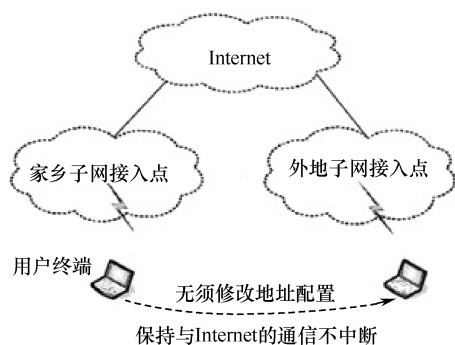 Internet
家乡子网接入点
外地子网接入点
用户终端
无须修改地址配置
保持与Internet的通信不中断